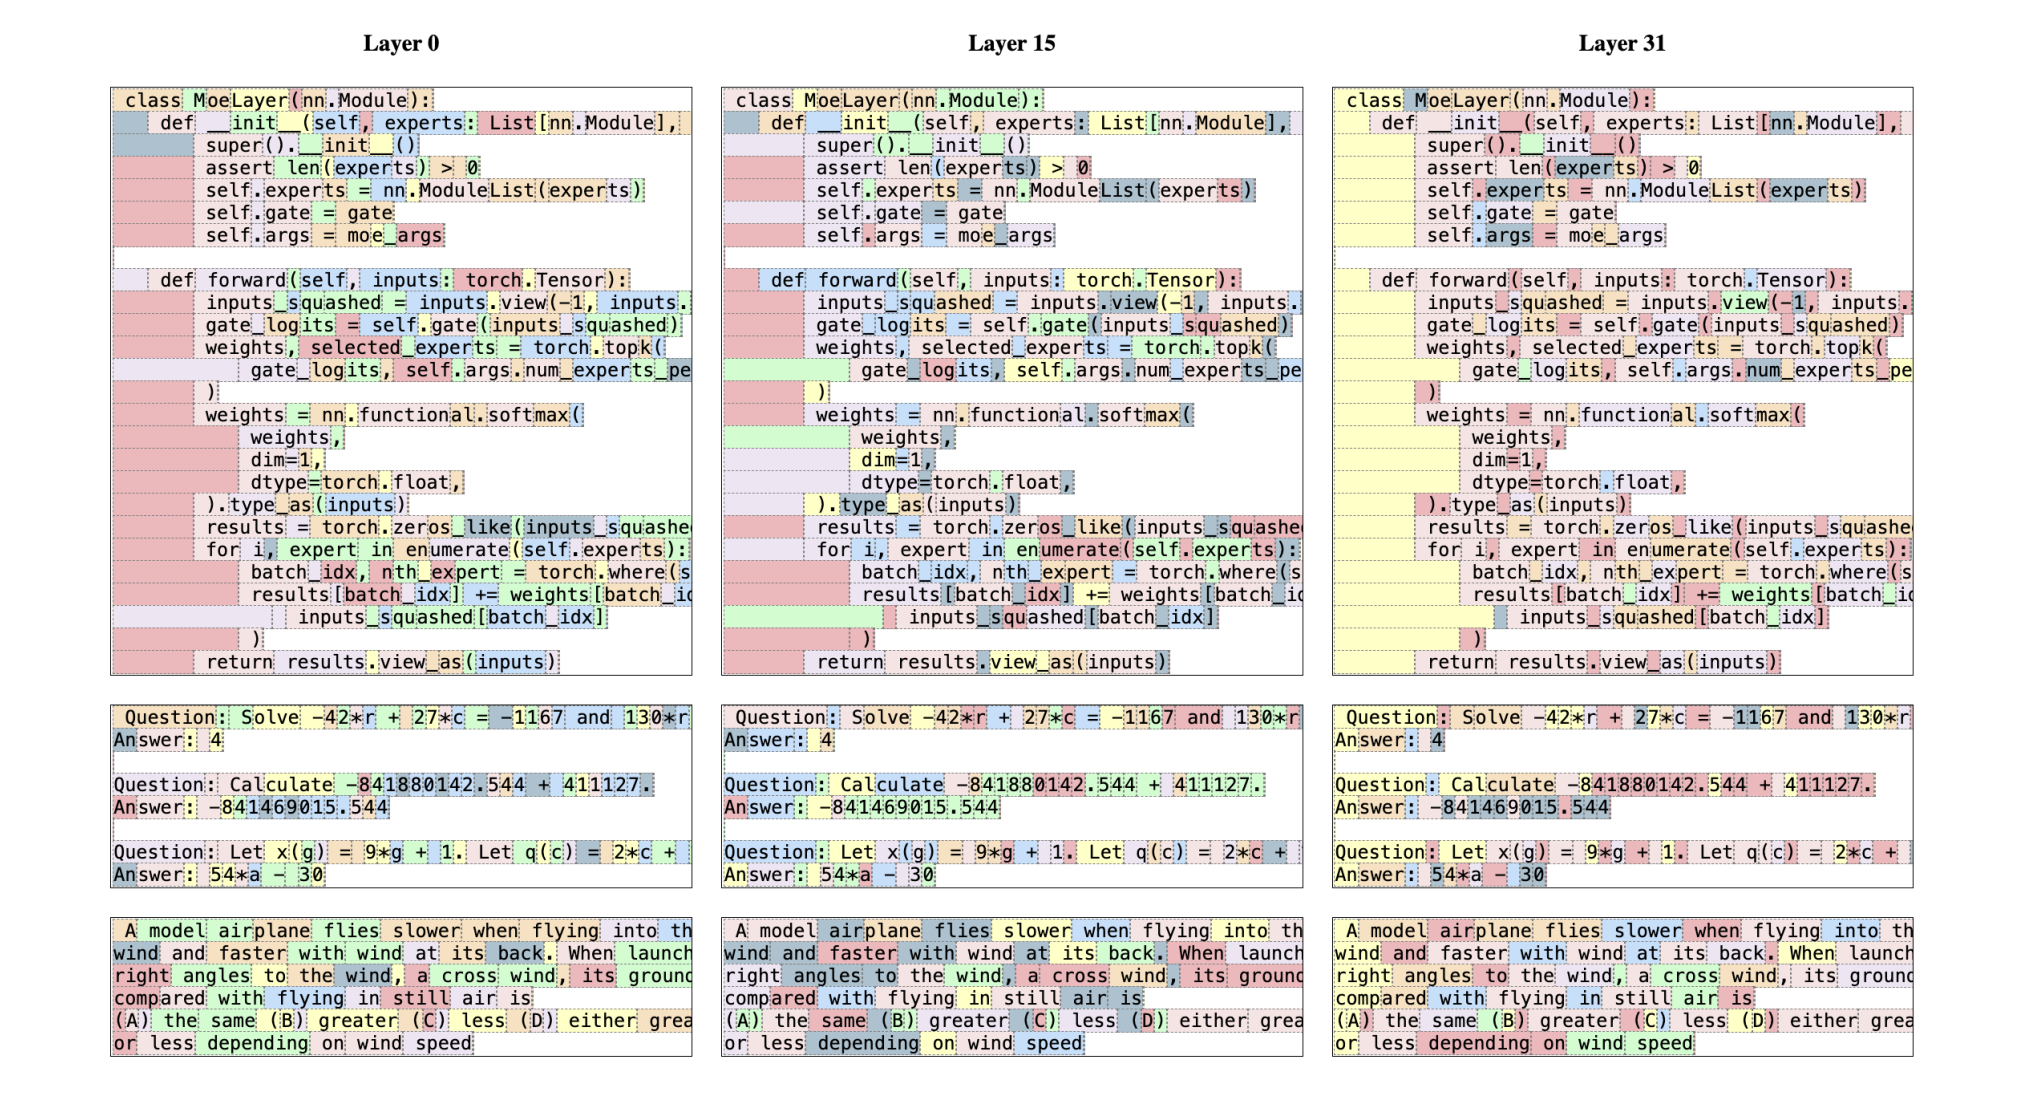 Layer 0
Layer 15
Layer 31
class MoeLayer(nn.Module):
def __init__(self, experts: List[nn.Module],
super().__init__()
assert len(experts) > 0
self.experts = nn.ModuleList(experts)
self.gate = gate
self.args = moe_args
def forward(self, inputs: torch.Tensor):
inputs_squashed = inputs.view(-1, inputs.
gate_logits = self.gate(inputs_squashed)
weights, selected_experts = torch.topk(
gate_logits, self.args.num_experts_pe
)
weights = nn.functional.softmax(
weights,
dim=1,
dtype=torch.float,
).type_as(inputs)
results = torch.zeros_like(inputs_squashe
for i, expert in enumerate(self.experts):
batch_idx, nth_expert = torch.where(s
results[batch_idx] += weights[batch_id
inputs_squashed[batch_idx]
)
return results.view_as(inputs)
class MoeLayer(nn.Module):
def __init__(self, experts: List[nn.Module],
super().__init__()
assert len(experts) > 0
self.experts = nn.ModuleList(experts)
self.gate = gate
self.args = moe_args
def forward(self, inputs: torch.Tensor):
inputs_squashed = inputs.view(-1, inputs.
gate_logits = self.gate(inputs_squashed)
weights, selected_experts = torch.topk(
gate_logits, self.args.num_experts_pe
)
weights = nn.functional.softmax(
weights,
dim=1,
dtype=torch.float,
).type_as(inputs)
results = torch.zeros_like(inputs_squashe
for i, expert in enumerate(self.experts):
batch_idx, nth_expert = torch.where(s
results[batch_idx] += weights[batch_id
inputs_squashed[batch_idx]
)
return results.view_as(inputs)
class MoeLayer(nn.Module):
def __init__(self, experts: List[nn.Module],
super().__init__()
assert len(experts) > 0
self.experts = nn.ModuleList(experts)
self.gate = gate
self.args = moe_args
def forward(self, inputs: torch.Tensor):
inputs_squashed = inputs.view(-1, inputs.
gate_logits = self.gate(inputs_squashed)
weights, selected_experts = torch.topk(
gate_logits, self.args.num_experts_pe
)
weights = nn.functional.softmax(
weights,
dim=1,
dtype=torch.float,
).type_as(inputs)
results = torch.zeros_like(inputs_squashe
for i, expert in enumerate(self.experts):
batch_idx, nth_expert = torch.where(s
results[batch_idx] += weights[batch_id
inputs_squashed[batch_idx]
)
return results.view_as(inputs)
Question: Solve -42*r + 27*c = -1167 and 130*r
Answer: 4
Question: Calculate -841880142.544 + 411127.
Answer: -841469015.544
Question: Let x(g) = 9*g + 1. Let q(c) = 2*c +
Answer: 54*a - 30
Question: Solve -42*r + 27*c = -1167 and 130*r
Answer: 4
Question: Calculate -841880142.544 + 411127.
Answer: -841469015.544
Question: Let x(g) = 9*g + 1. Let q(c) = 2*c +
Answer: 54*a - 30
Question: Solve -42*r + 27*c = -1167 and 130*r
Answer: 4
Question: Calculate -841880142.544 + 411127.
Answer: -841469015.544
Question: Let x(g) = 9*g + 1. Let q(c) = 2*c +
Answer: 54*a - 30
A model airplane flies slower when flying into th
wind and faster with wind at its back. When launch
right angles to the wind, a cross wind, its ground
compared with flying in still air is
(A) the same (B) greater (C) less (D) either grea
or less depending on wind speed
A model airplane flies slower when flying into th
wind and faster with wind at its back. When launch
right angles to the wind, a cross wind, its ground
compared with flying in still air is
(A) the same (B) greater (C) less (D) either grea
or less depending on wind speed
A model airplane flies slower when flying into th
wind and faster with wind at its back. When launch
right angles to the wind, a cross wind, its ground
compared with flying in still air is
(A) the same (B) greater (C) less (D) either grea
or less depending on wind speed